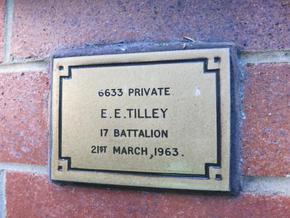 6633 PRIVATE
E. E. TILLEY
17 BATTALION
21ST MARCH, 1963.